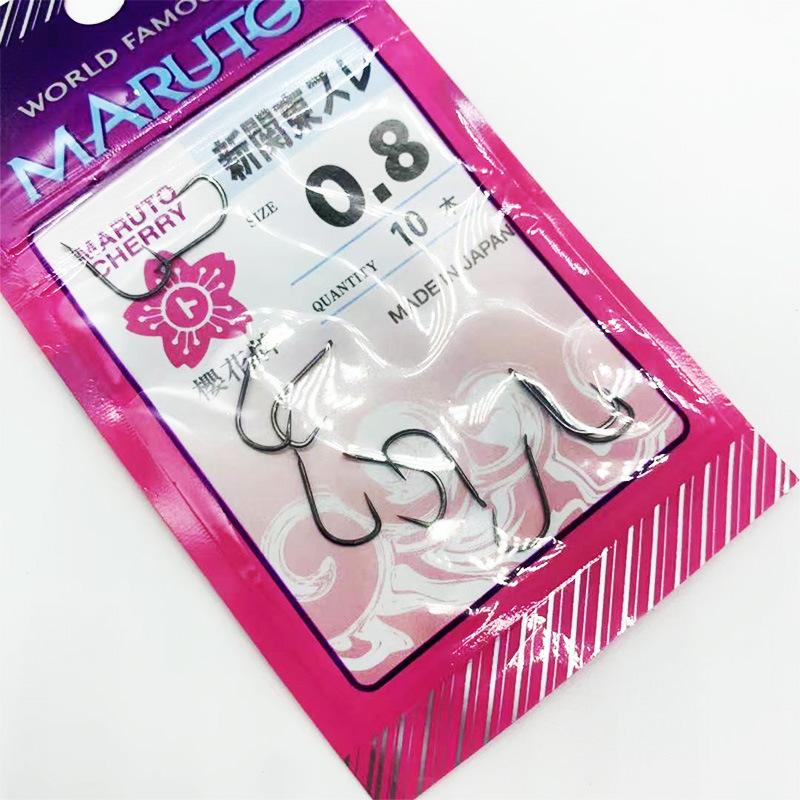 WORLD FAMOU
MARUTO
新関東スレ
SIZE 0.8
QUANTITY 10 本
MADE IN JAPAN
MARUTO
CHERRY
ト
櫻花